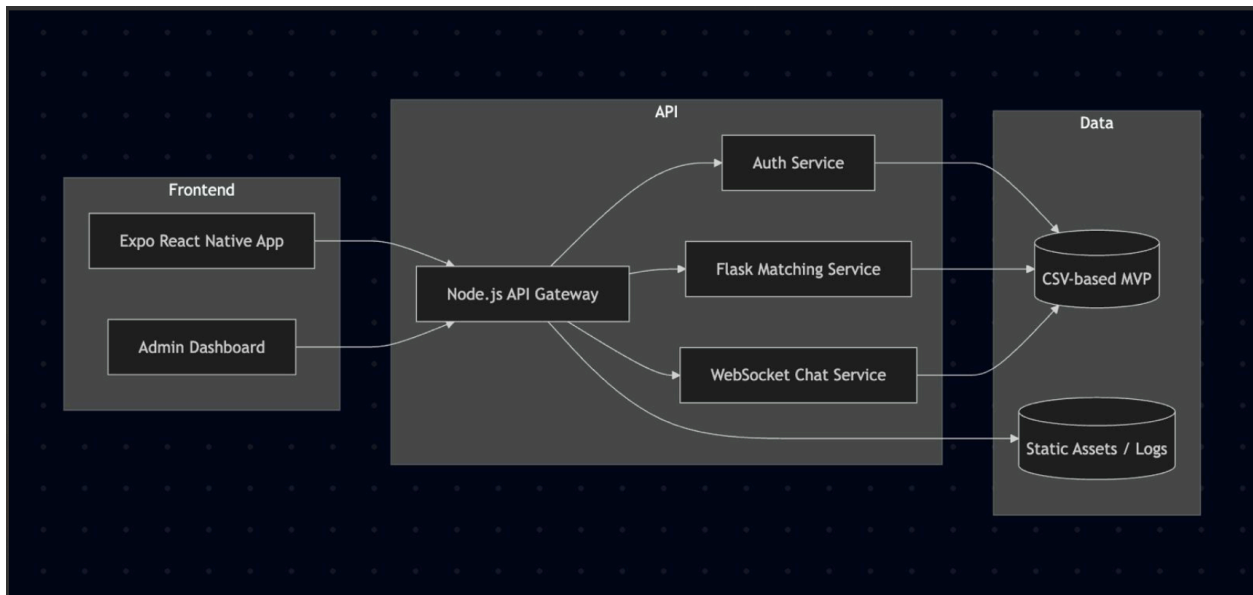 Frontend
Expo React Native App
Admin Dashboard
API
Node.js API Gateway
Auth Service
Flask Matching Service
WebSocket Chat Service
Data
CSV-based MVP
Static Assets / Logs